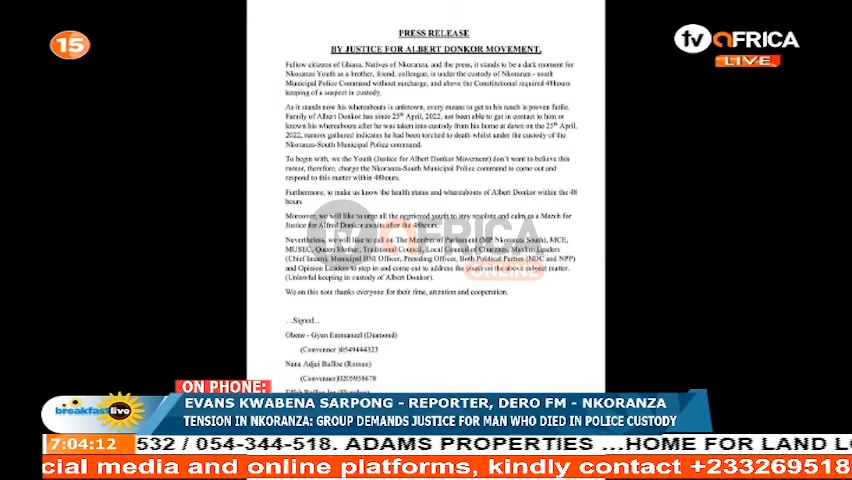 15
tv AFRICA
LIVE
PRESS RELEASE
BY JUSTICE FOR ALBERT DONKOR MOVEMENT.
Fellow citizens of Ghana, Natives of Nkoranza, and the press, it stands to be a dark moment for
Nkoranza Youth as a brother, friend, colleague, is under the custody of Nkoranza - south
Municipal Police Command without surcharge, and above the Constitutional required 48hours
keeping of a suspect in custody.
As it stands now his whereabouts is unknown, every means to get to his reach is proven futile.
Family of Albert Donkor has since 25th April, 2022, not been able to get in contact to him or
known his whereabouts after he was taken into custody from his home at dawn on the 25th April,
2022, rumors gathered indicates he had been torched to death whilst under the custody of the
Nkoranza-South Municipal Police command.
To begin with, we the Youth (Justice for Albert Donkor Movement) don't want to believe this
rumor, therefore, charge the Nkoranza-South Municipal Police command to come out and
respond to this matter within 48hours.
Furthermore, to make us know the health status and whereabouts of Albert Donkor within the 48
hours
Moreover, we will like to urge all the aggrieved youth to stay resolute and calm as a March for
Justice for Alfred Donkor awaits after the 48hours.
Nevertheless, we will like to call on The Member of Parliament (MP Nkoranza South), MCE,
MUSEC, Queen Mother, Traditional Council, Local Council of Churches, Muslim Leaders
(Chief Imam), Municipal BNI Officer, Presiding Officer, Both Political Parties (NDC and NPP)
and Opinion Leaders to step in and come out to address the youth on the above subject matter.
(Unlawful keeping in custody of Albert Donkor).
We on this note thanks everyone for their time, attention and cooperation.
tv AFRICA
ONLINE
...Signed...
Ohene - Gyan Emmanuel (Diamond)
(Convenner )0549444323
Nana Adjei Baffoe (Romeo)
(Convenner )0205958678
ON PHONE:
breakfastlive
EVANS KWABENA SARPONG - REPORTER, DERO FM - NKORANZA
TENSION IN NKORANZA: GROUP DEMANDS JUSTICE FOR MAN WHO DIED IN POLICE CUSTODY
7:04:12 532 / 054-344-518. ADAMS PROPERTIES ...HOME FOR LAND LO
cial media and online platforms, kindly contact +233269518